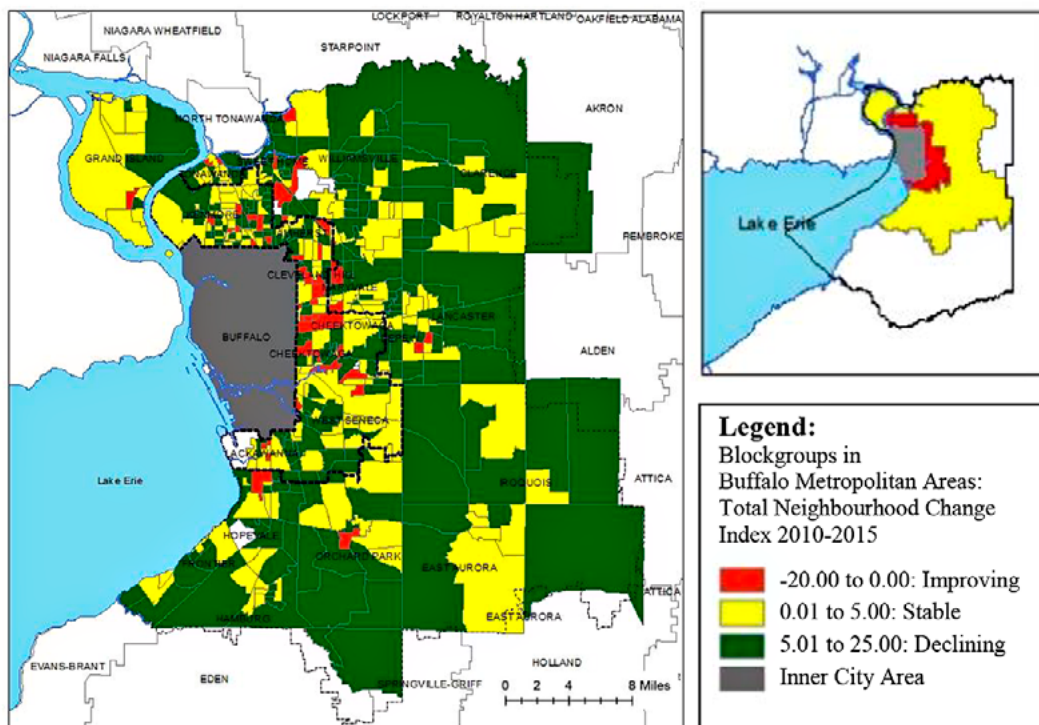 LOCKPORT
ROYALTON HARTLAND
OAKFIELD ALABAMA
NIAGARA WHEATFIELD
STARPOINT
NIAGARA FALLS
AKRON
NORTH TONAWANDA
GRAND ISLAND
WILLIAMSVILLE
CLARENCE
PEMBROKE
CLEVELAND HILL
LANCASTER
CHEEKTOWAGA
BUFFALO
CHEEKTOWAGA
ALDEN
WEST SENECA
LACKAWANNA
Lake Erie
IROQUOIS
ATTICA
HOPEVALE
ORCHARD PARK
FRONTIER
EAST AURORA
ATTICA
HAMBURG
EAST AURORA
EVANS-BRANT
EDEN
HOLLAND
SPRINGVILLE-GRIFF
0 2 4 8 Miles
Lake Erie
Legend:
Blockgroups in
Buffalo Metropolitan Areas:
Total Neighbourhood Change
Index 2010-2015
-20.00 to 0.00: Improving
0.01 to 5.00: Stable
5.01 to 25.00: Declining
Inner City Area